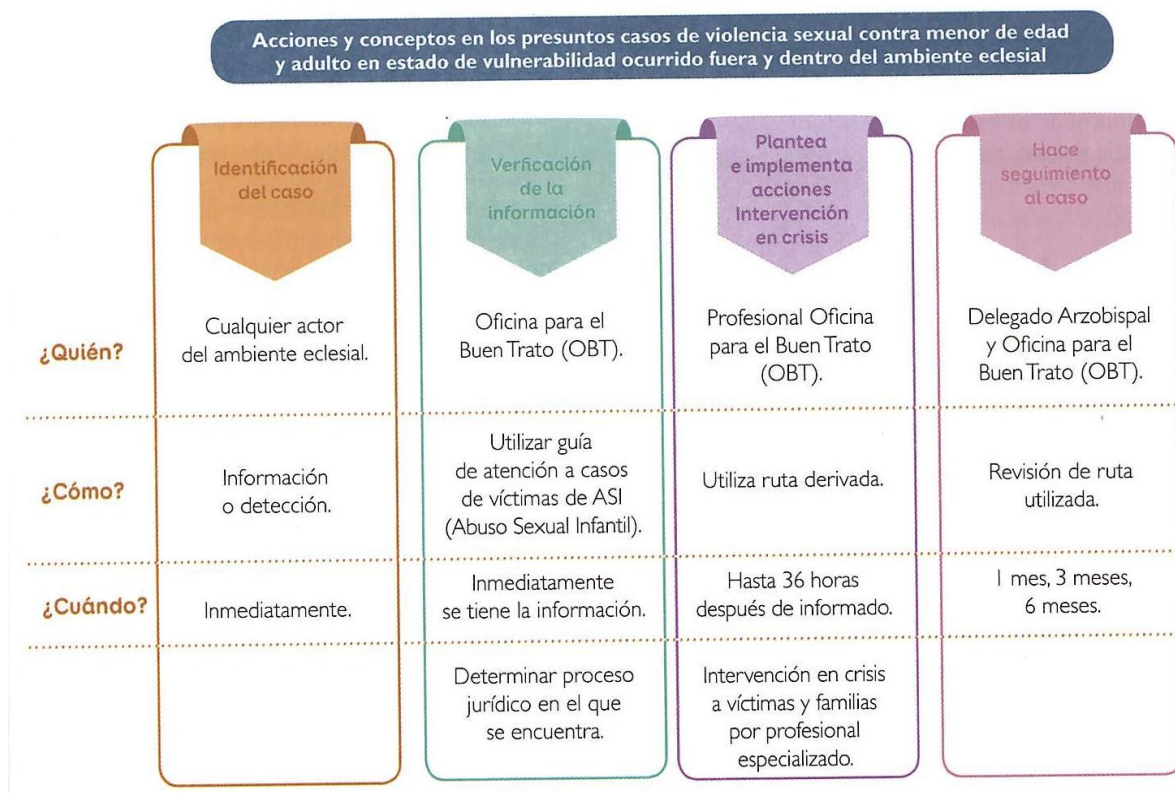 Acciones y conceptos en los presuntos casos de violencia sexual contra menor de edad
y adulto en estado de vulnerabilidad ocurrido fuera y dentro del ambiente eclesial
Identificación
del caso
Verficación
de la
información
Plantea
e implementa
acciones
Intervención
en crisis
Hace
seguimiento
al caso
¿Quién?
Cualquier actor
del ambiente eclesial.
Oficina para el
Buen Trato (OBT).
Profesional Oficina
para el Buen Trato
(OBT).
Delegado Arzobispal
y Oficina para el
Buen Trato (OBT).
¿Cómo?
Información
o detección.
Utilizar guía
de atención a casos
de víctimas de ASI
(Abuso Sexual Infantil).
Utiliza ruta derivada.
Revisión de ruta
utilizada.
¿Cuándo?
Inmediatamente.
Inmediatamente
se tiene la información.
Hasta 36 horas
después de informado.
1 mes, 3 meses,
6 meses.
Determinar proceso
jurídico en el que
se encuentra.
Intervención en crisis
a víctimas y familias
por profesional
especializado.